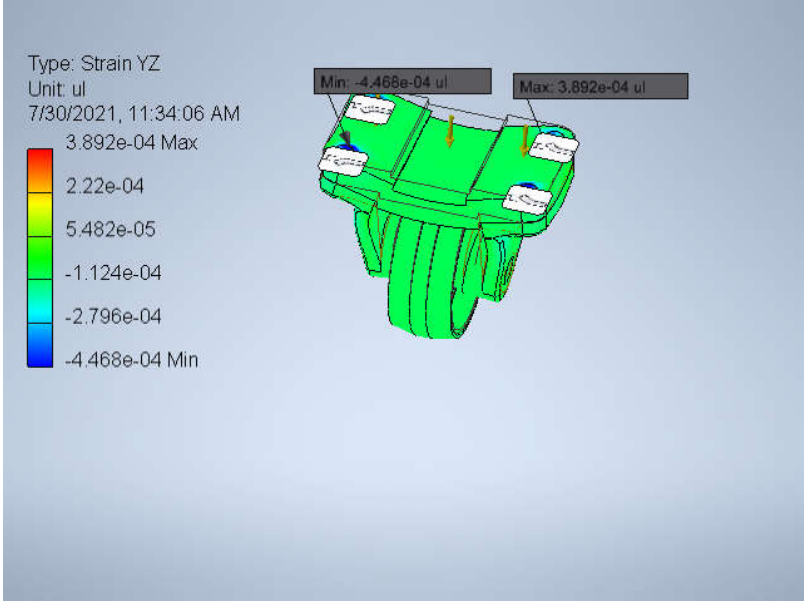 Type: Strain YZ
Unit: ul
7/30/2021, 11:34:06 AM
3.892e-04 Max
2.22e-04
5.482e-05
-1.124e-04
-2.796e-04
-4.468e-04 Min
Min: -4.468e-04 ul
Max: 3.892e-04 ul